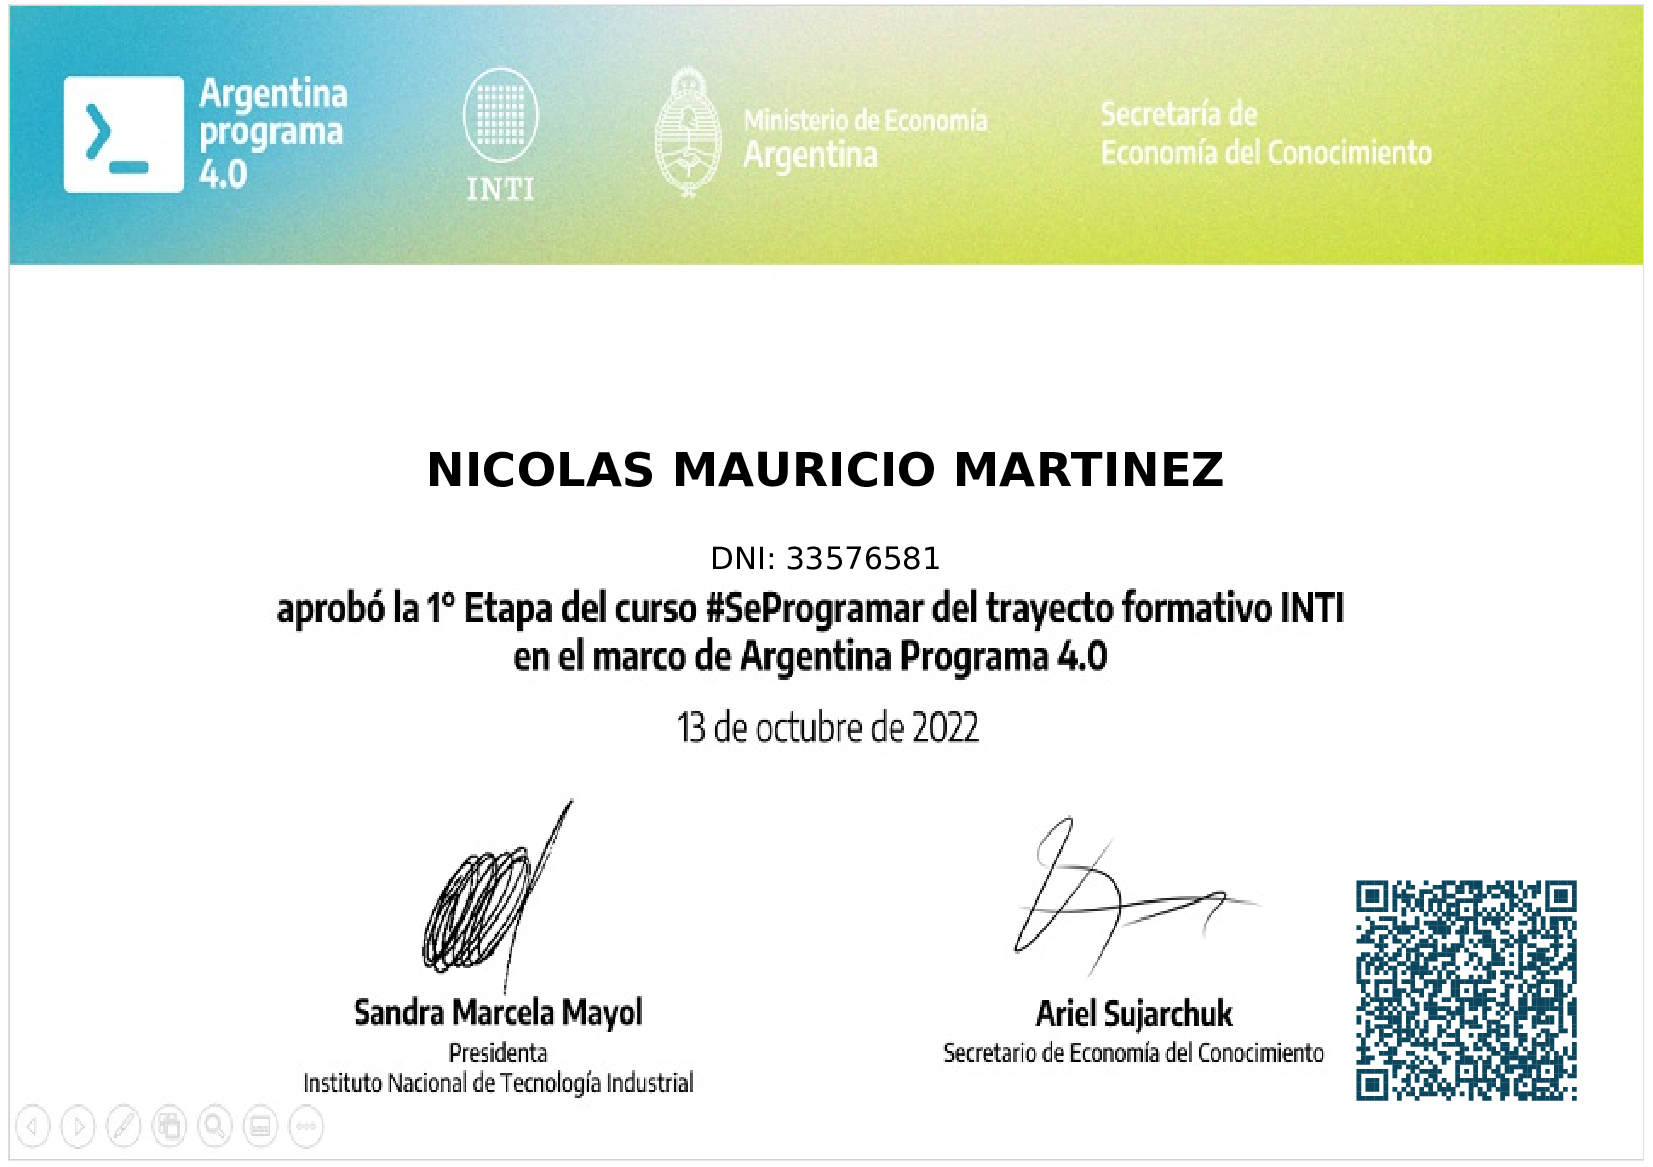 Argentina
programa
4.0
INTI
Ministerio de Economía
Argentina
Secretaría de
Economía del Conocimiento
NICOLAS MAURICIO MARTINEZ
DNI: 33576581
aprobó la 1° Etapa del curso #SeProgramar del trayecto formativo INTI
en el marco de Argentina Programa 4.0
13 de octubre de 2022
Sandra Marcela Mayol
Presidenta
Instituto Nacional de Tecnología Industrial
Ariel Sujarchuk
Secretario de Economía del Conocimiento